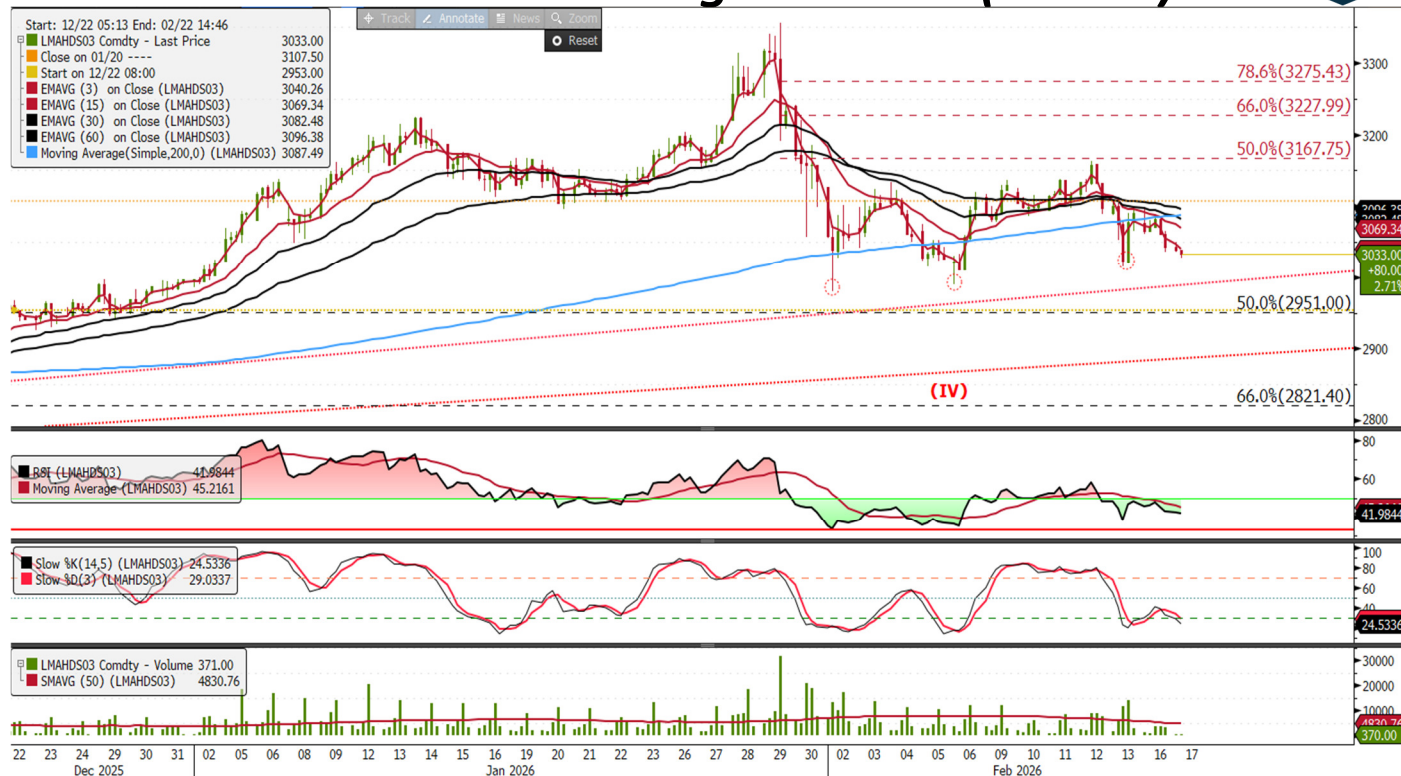 Start: 12/22 05:13 End: 02/22 14:46
LMAHDS03 Comdty - Last Price 3033.00
Close on 01/20 ---- 3107.50
Start on 12/22 08:00 2953.00
EMAVG (3) on Close (LMAHDS03) 3040.26
EMAVG (15) on Close (LMAHDS03) 3069.34
EMAVG (30) on Close (LMAHDS03) 3082.48
EMAVG (60) on Close (LMAHDS03) 3096.38
Moving Average(Simple,200,0) (LMAHDS03) 3087.49
Track Annotate News Zoom
Reset
78.6%(3275.43)
66.0%(3227.99)
50.0%(3167.75)
50.0%(2951.00)
66.0%(2821.40)
(IV)
3300
3200
3096.38
3082.48
3069.34
3033.00
+80.00
2.71%
2900
2800
RSI (LMAHDS03) 41.9844
Moving Average (LMAHDS03) 45.2161
80
60
41.9844
Slow %K(14,5) (LMAHDS03) 24.5336
Slow %D(3) (LMAHDS03) 29.0337
100
80
60
40
24.5336
LMAHDS03 Comdty - Volume 371.00
SMAVG (50) (LMAHDS03) 4830.76
30000
20000
10000
4830.76
370.00
22 23 24 29 30 31 02 05 06 07 08 09 12 13 14 15 16 19 20 21 22 23 26 27 28 29 30 02 03 04 05 06 09 10 11 12 13 16 17
Dec 2025 Jan 2026 Feb 2026